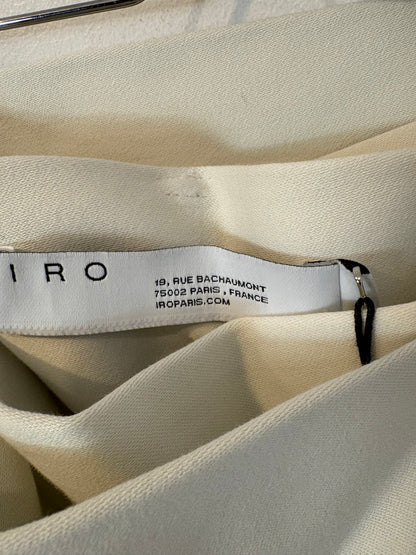 IRO
19, RUE BACHAUMONT
75002 PARIS , FRANCE
IROPARIS.COM